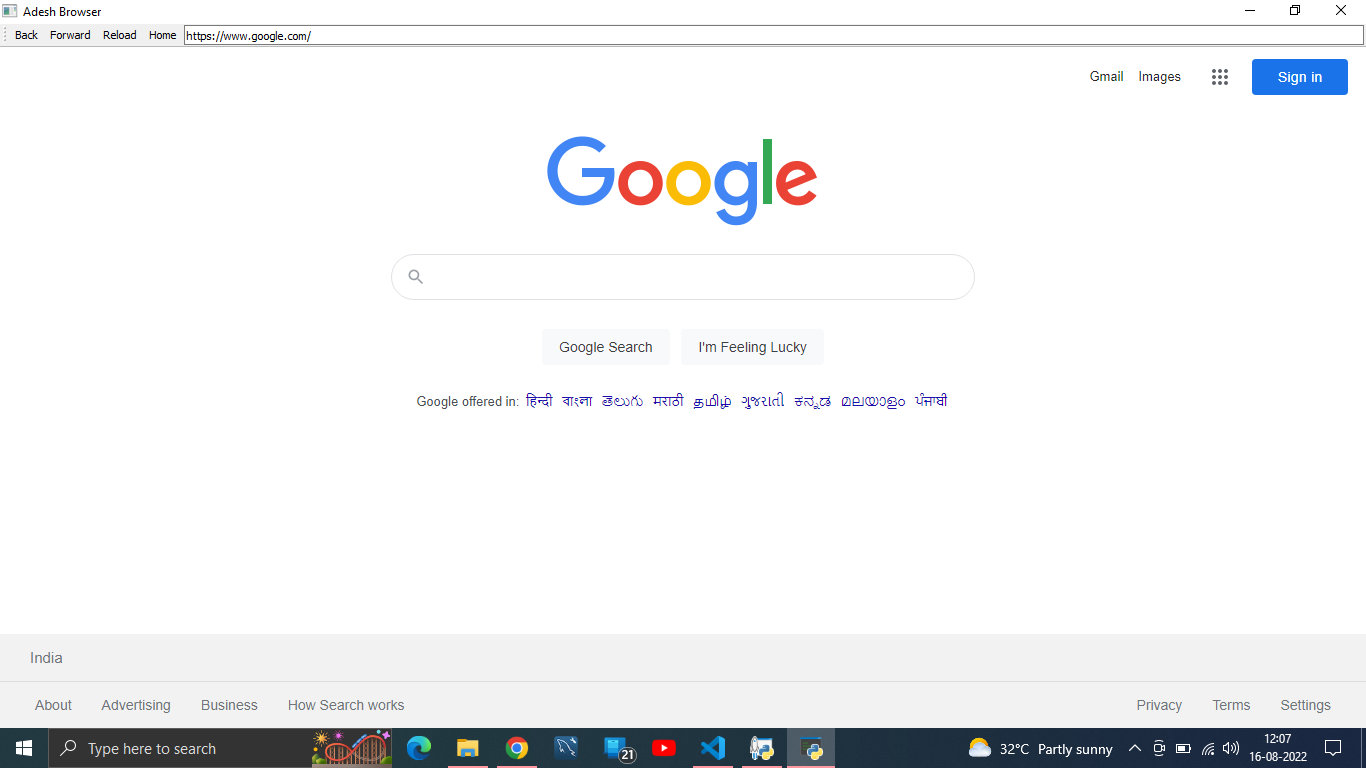 Adesh Browser
Back Forward Reload Home https://www.google.com/
Gmail Images Sign in
Google
Google Search I'm Feeling Lucky
Google offered in: हिन्दी বাংলা తెలుగు मराठी தமிழ் ગુજરાતી ಕನ್ನಡ മലയാളം ਪੰਜਾਬੀ
India
About Advertising Business How Search works Privacy Terms Settings
Type here to search 21 32°C Partly sunny 12:07
16-08-2022